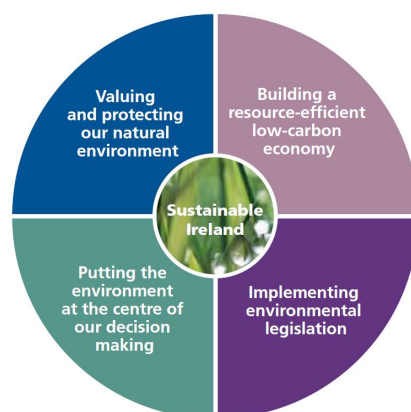 Valuing
and protecting
our natural
environment
Building a
resource-efficient
low-carbon
economy
Sustainable
Ireland
Putting the
environment
at the centre of
our decision
making
Implementing
environmental
legislation